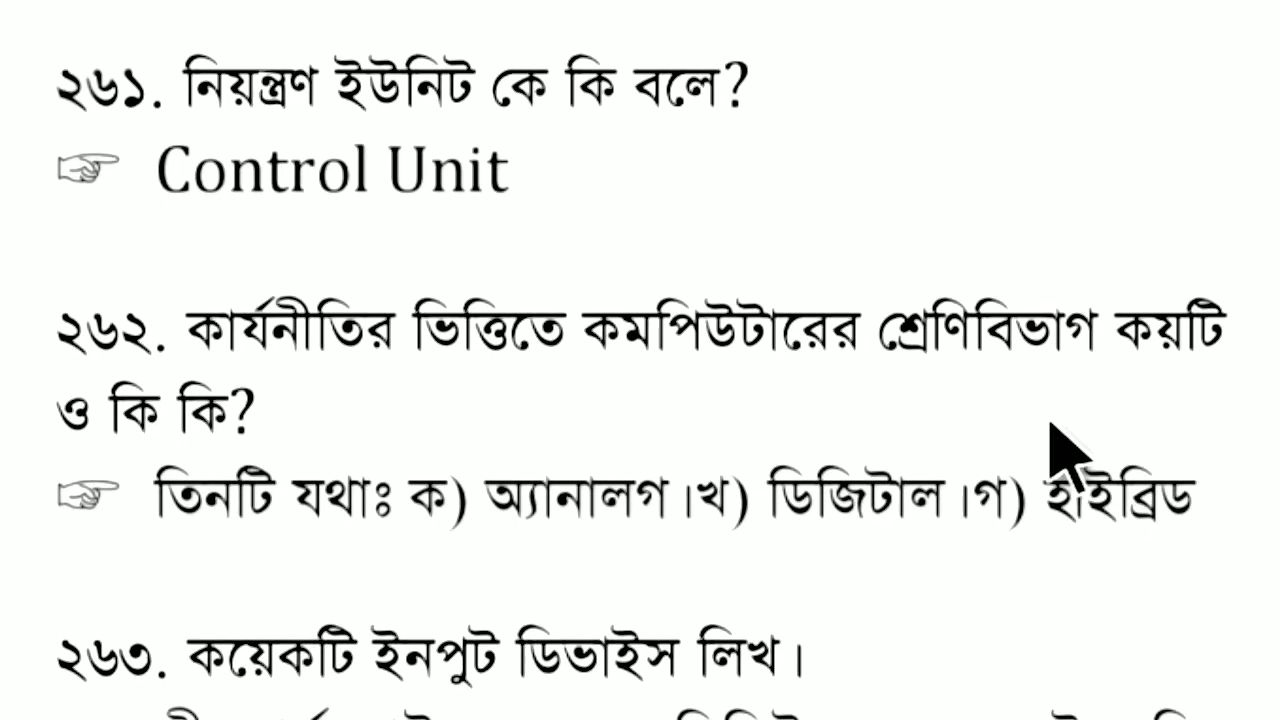 ২৬১. নিয়ন্ত্রণ ইউনিট কে কি বলে?
☞ Control Unit
২৬২. কার্যনীতির ভিত্তিতে কমপিউটারের শ্রেণিবিভাগ কয়টি
ও কি কি?
☞ তিনটি যথাঃ ক) অ্যানালগ।খ) ডিজিটাল।গ) হাইব্রিড
২৬৩. কয়েকটি ইনপুট ডিভাইস লিখ।